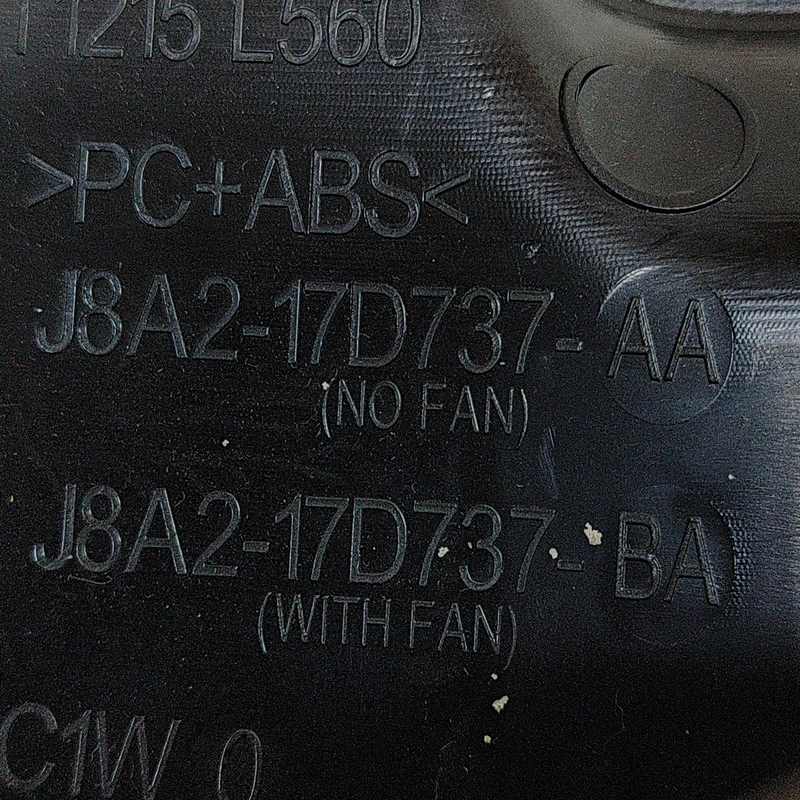 1215 L560
>PC+ABS<
J8A2-17D737-AA
(NO FAN)
J8A2-17D737-BA
(WITH FAN)
C1W 0